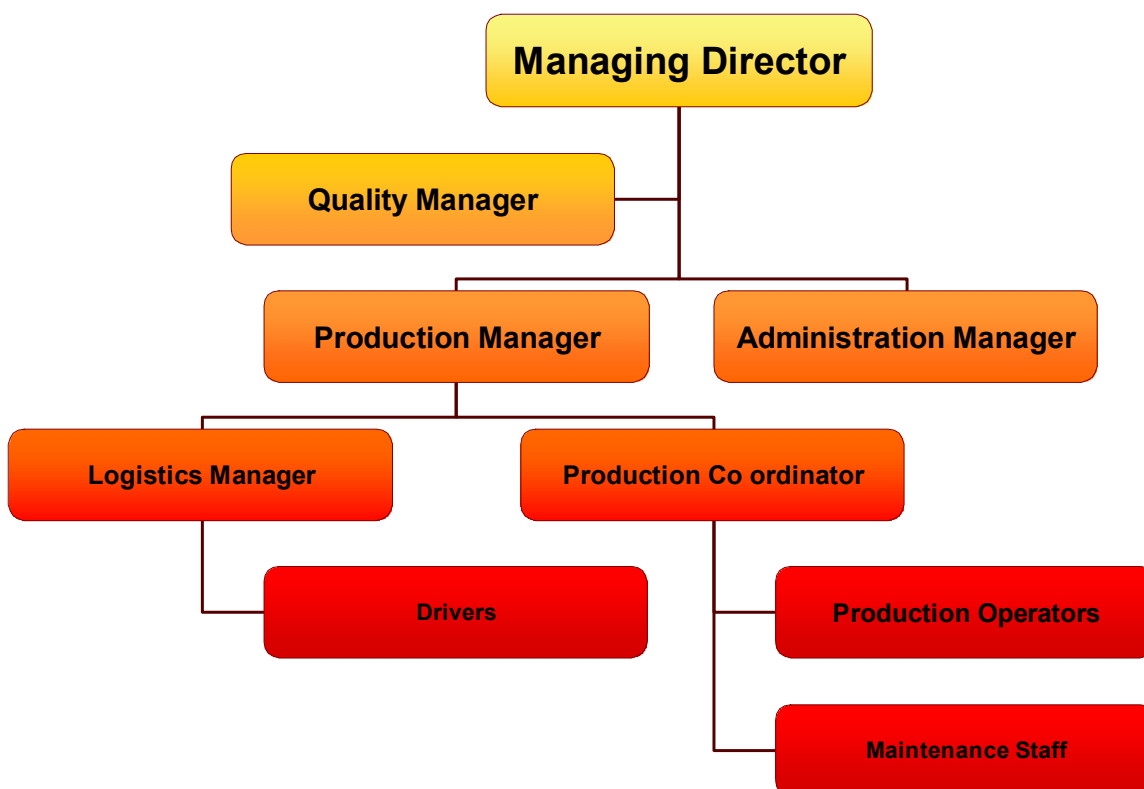 Managing Director
Quality Manager
Production Manager
Administration Manager
Logistics Manager
Production Co ordinator
Drivers
Production Operators
Maintenance Staff